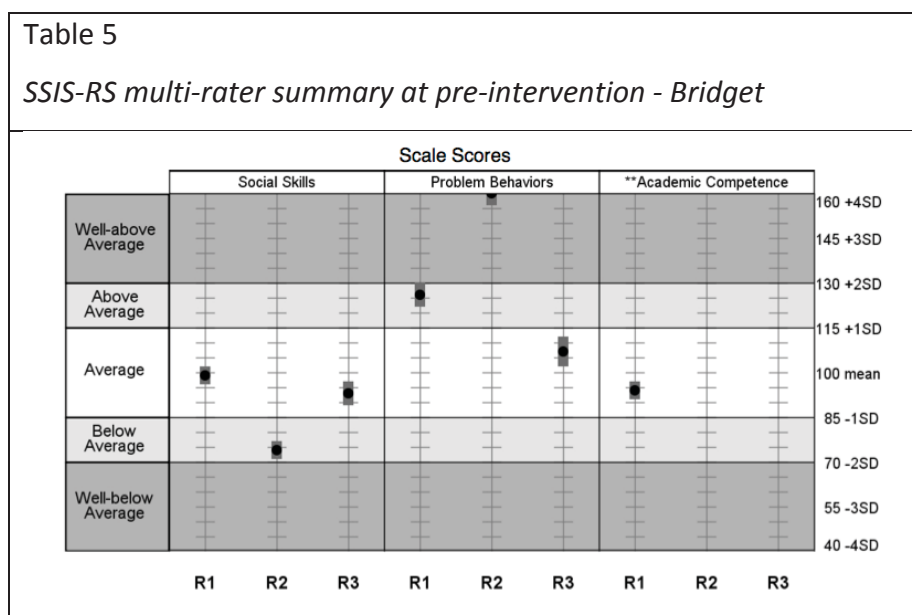 Table 5
SSIS-RS multi-rater summary at pre-intervention - Bridget
Scale Scores
Social Skills Problem Behaviors **Academic Competence
160 +4SD
Well-above
Average
145 +3SD
130 +2SD
Above
Average
115 +1SD
Average
100 mean
85 -1SD
Below
Average
70 -2SD
Well-below
Average
55 -3SD
40 -4SD
R1 R2 R3 R1 R2 R3 R1 R2 R3